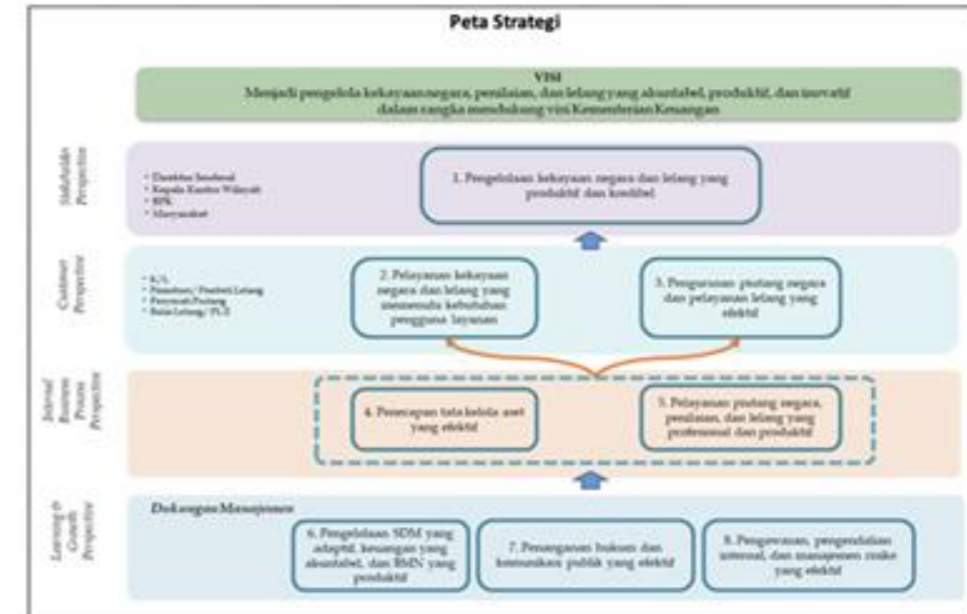 Peta Strategi
VISI
Menjadi pengelola kekayaan negara, penilaian, dan lelang yang akuntabel, produktif, dan inovatif
dalam rangka mendukung visi Kementerian Keuangan
Stakeholder
Perspective
• Direktur Jenderal
• Kepala Kantor Wilayah
• BPK
• Masyarakat
1. Pengelolaan kekayaan negara dan lelang yang
produktif dan kredibel
Customer
Perspective
• K/L
• Pemohon/ Pembeli Lelang
• Penyerah Piutang
• Balai Lelang/ PL II
2. Pelayanan kekayaan
negara dan lelang yang
memenuhi kebutuhan
pengguna layanan
3. Pengurusan piutang negara
dan pelayanan lelang yang
efektif
Internal
Business
Process
Perspective
4. Penerapan tata kelola aset
yang efektif
5. Pelayanan piutang negara,
penilaian, dan lelang yang
profesional dan produktif
Learning &
Growth
Perspective
Dukungan Manajemen
6. Pengelolaan SDM yang
adaptif, keuangan yang
akuntabel, dan BMN yang
produktif
7. Penanganan hukum dan
komunikasi publik yang efektif
8. Pengawasan, pengendalian
internal, dan manajemen risiko
yang efektif